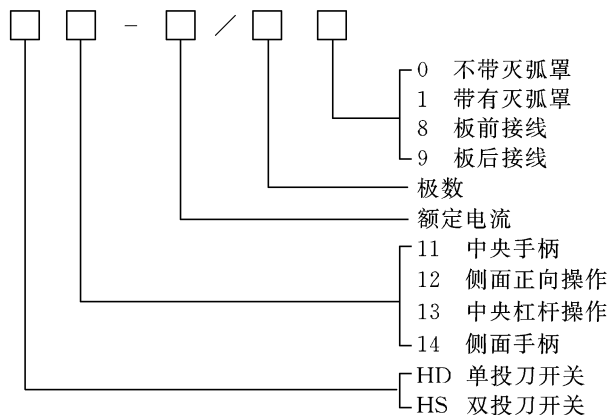 - /
0 不带灭弧罩
1 带有灭弧罩
8 板前接线
9 板后接线
极数
额定电流
11 中央手柄
12 侧面正向操作
13 中央杠杆操作
14 侧面手柄
HD 单投刀开关
HS 双投刀开关